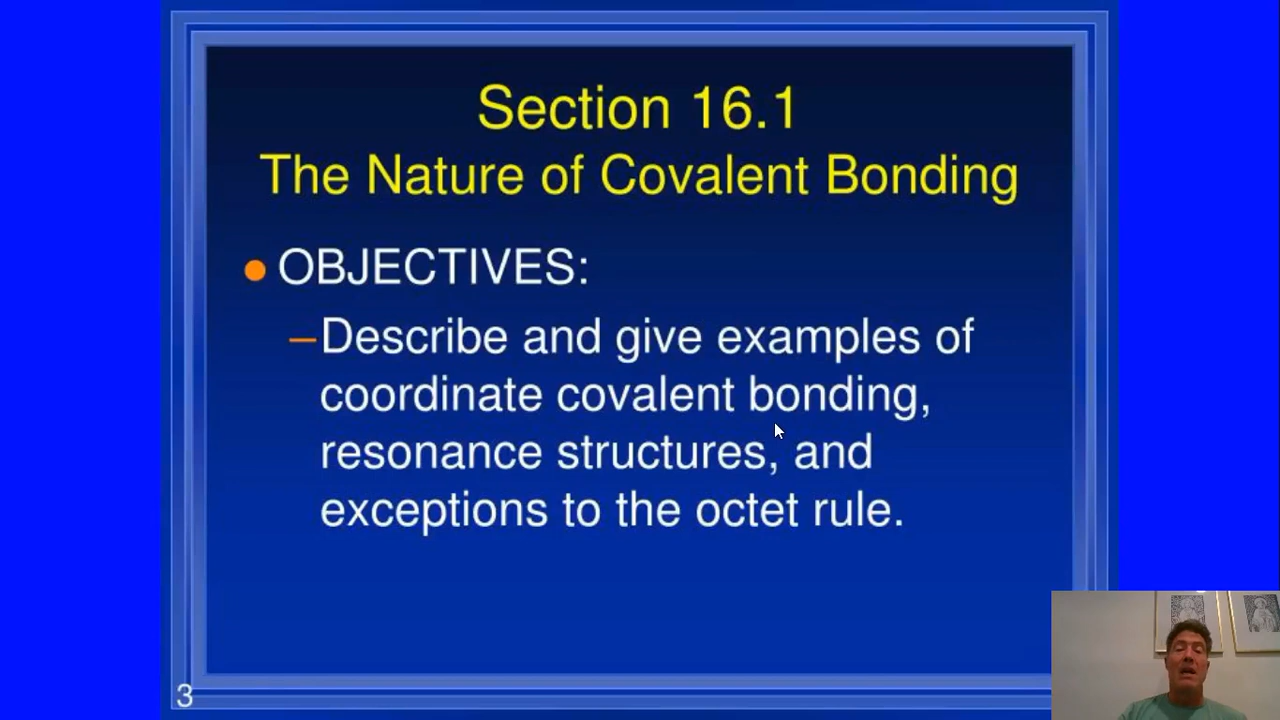 Section 16.1
The Nature of Covalent Bonding
OBJECTIVES:
–Describe and give examples of
coordinate covalent bonding,
resonance structures, and
exceptions to the octet rule.
3